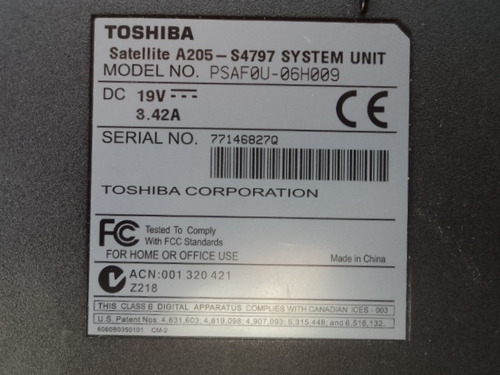 TOSHIBA
Satellite A205-S4797 SYSTEM UNIT
MODEL NO. PSAF0U-06H009
DC 19V
3.42A
CE
SERIAL NO. 77146827Q
TOSHIBA CORPORATION
FC Tested To Comply
With FCC Standards
FOR HOME OR OFFICE USE
Made in China
ACN:001 320 421
Z218
THIS CLASS B DIGITAL APPARATUS COMPLIES WITH CANADIAN ICES - 003
U.S. Patent Nos. 4,631,603; 4,819,098; 4,907,093; 5,315,448; and 6,516,132.
6060B0350101 CM-2